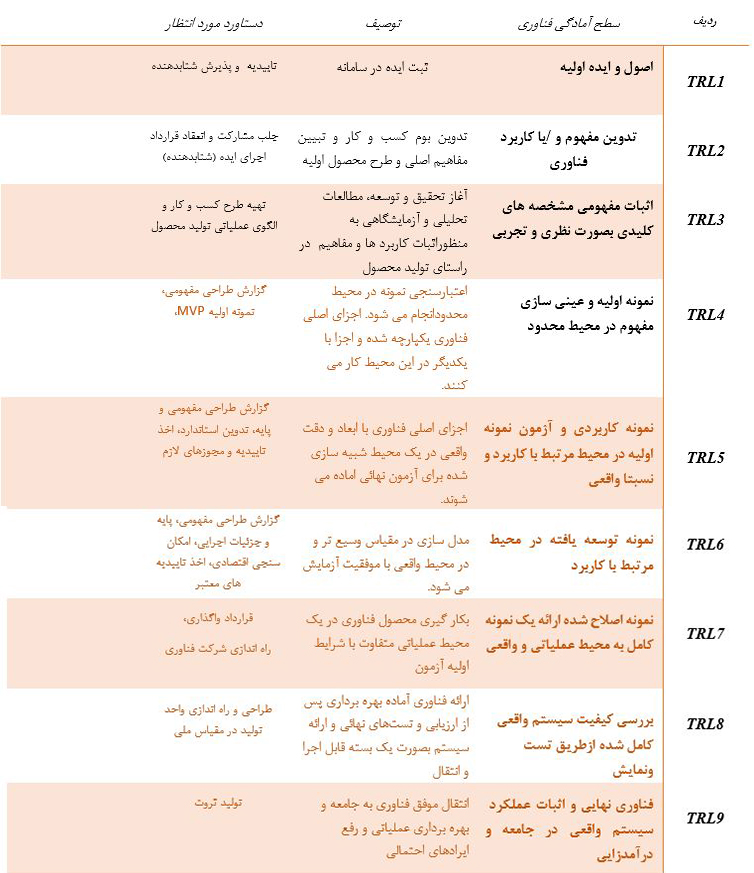 ردیف
سطح آمادگی فناوری
توصیف
دستاورد مورد انتظار
TRL1
اصول و ایده اولیه
ثبت ایده در سامانه
تاییدیه و پذیرش شتابدهنده
TRL2
تدوین مفهوم و /یا کاربرد
فناوری
تدوین بوم کسب و کار و تبیین
مفاهیم اصلی و طرح محصول اولیه
جلب مشارکت و انعقاد قرارداد
اجرای ایده (شتابدهنده)
TRL3
اثبات مفهومی مشخصه های
کلیدی بصورت نظری و تجربی
آغاز تحقیق و توسعه، مطالعات
تحلیلی و آزمایشگاهی به
منظوراثبات کاربرد ها و مفاهیم در
راستای تولید محصول
تهیه طرح کسب و کار و
الگوی عملیاتی تولید محصول
TRL4
نمونه اولیه و عینی سازی
مفهوم در محیط محدود
اعتبارسنجی نمونه در محیط
محدودانجام می شود. اجزای اصلی
فناوری یکپارچه شده و اجزا با
یکدیگر در این محیط کار می
کنند.
گزارش طراحی مفهومی،
نمونه اولیه MVP،
TRL5
نمونه کاربردی و آزمون نمونه
اولیه در محیط مرتبط با کاربرد و
نسبتا واقعی
اجزای اصلی فناوری با ابعاد و دقت
واقعی در یک محیط شبیه سازی
شده برای آزمون نهائی اماده می
شوند.
گزارش طراحی مفهومی و
پایه، تدوین استاندارد، اخذ
تاییدیه و مجوزهای لازم
TRL6
نمونه توسعه یافته در محیط
مرتبط با کاربرد
مدل سازی در مقیاس وسیع تر و
در محیط واقعی با موفقیت آزمایش
می شود.
گزارش طراحی مفهومی، پایه
و جزئیات اجرایی، امکان
سنجی اقتصادی، اخذ تاییدیه
های معتبر
TRL7
نمونه اصلاح شده ارائه یک نمونه
کامل به محیط عملیاتی و واقعی
بکار گیری محصول فناوری در یک
محیط عملیاتی متفاوت با شرایط
اولیه آزمون
قرارداد واگذاری،
راه اندازی شرکت فناوری
TRL8
بررسی کیفیت سیستم واقعی
کامل شده ازطریق تست
ونمایش
ارائه فناوری آماده بهره برداری پس
از ارزیابی و تست‌های نهائی و ارائه
سیستم بصورت یک بسته قابل اجرا
و انتقال
طراحی و راه اندازی واحد
تولید در مقیاس ملی
TRL9
فناوری نهایی و اثبات عملکرد
سیستم واقعی در جامعه و
درآمدزایی
انتقال موفق فناوری به جامعه و
بهره برداری عملیاتی و رفع
ایرادهای احتمالی
تولید ثروت